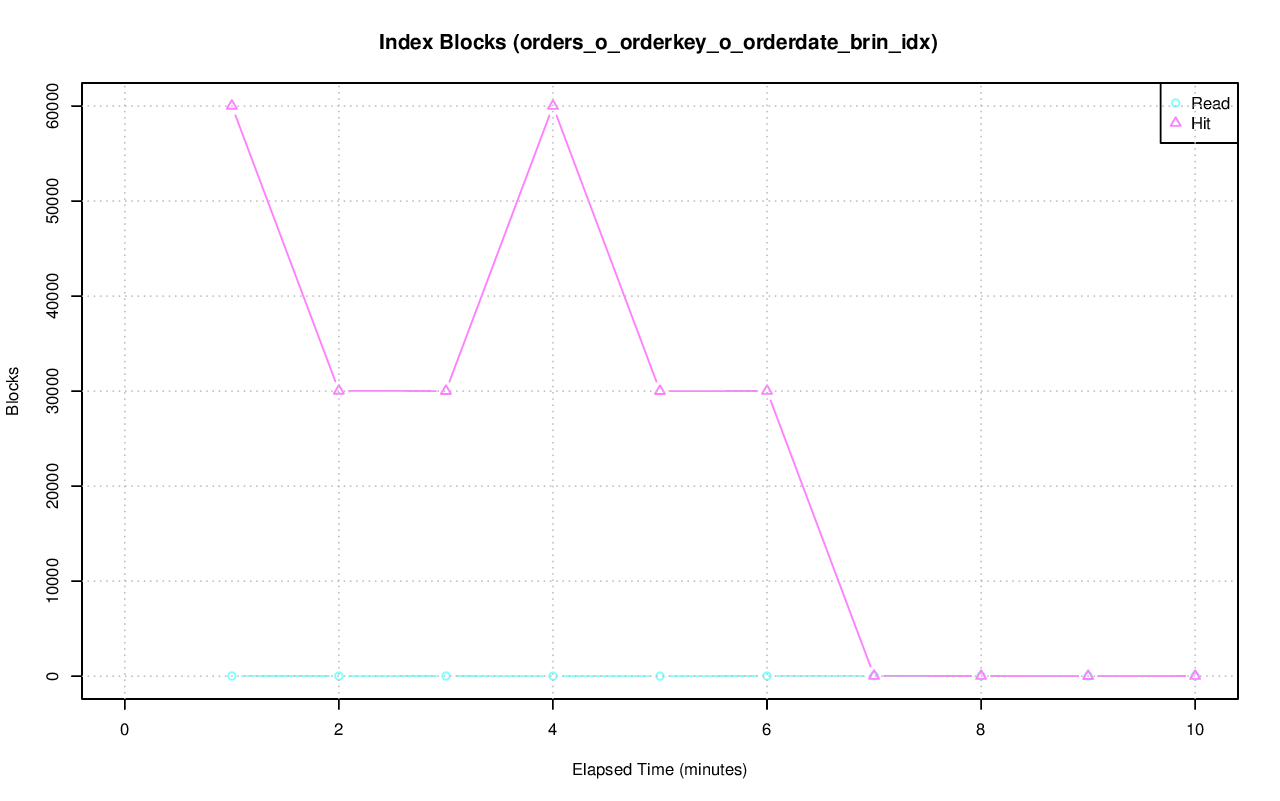 Index Blocks (orders_o_orderkey_o_orderdate_brin_idx)
Read
Hit
60000
50000
40000
30000
20000
10000
0
Blocks
0 2 4 6 8 10
Elapsed Time (minutes)